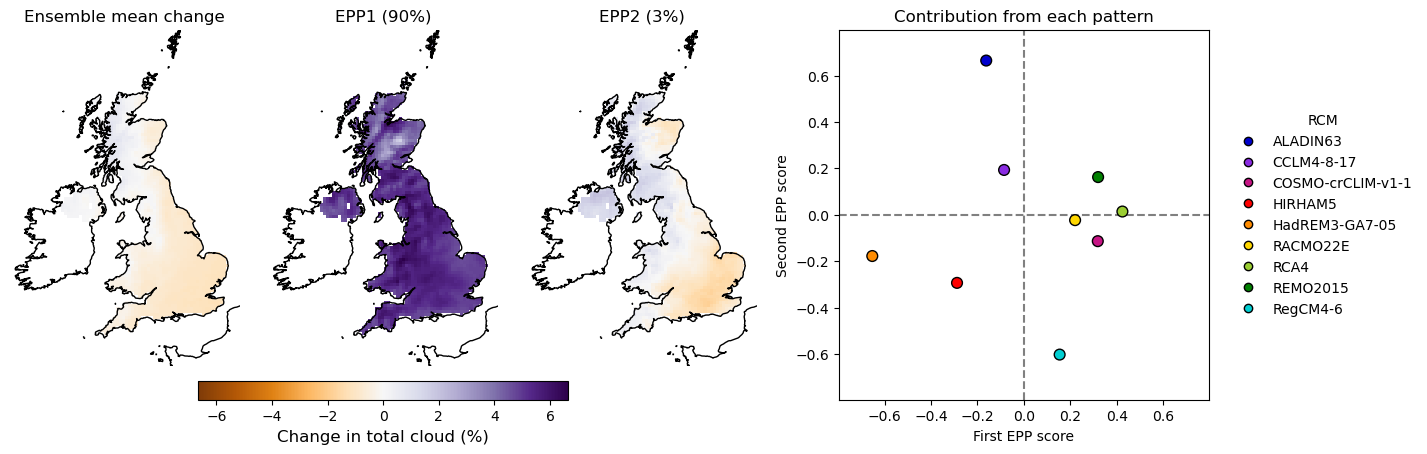 Ensemble mean change
EPP1 (90%)
EPP2 (3%)
Contribution from each pattern
−6 −4 −2 0 2 4 6
Change in total cloud (%)
0.6
0.4
0.2
0.0
−0.2
−0.4
−0.6
Second EPP score
−0.6 −0.4 −0.2 0.0 0.2 0.4 0.6
First EPP score
RCM
ALADIN63
CCLM4-8-17
COSMO-crCLIM-v1-1
HIRHAM5
HadREM3-GA7-05
RACMO22E
RCA4
REMO2015
RegCM4-6